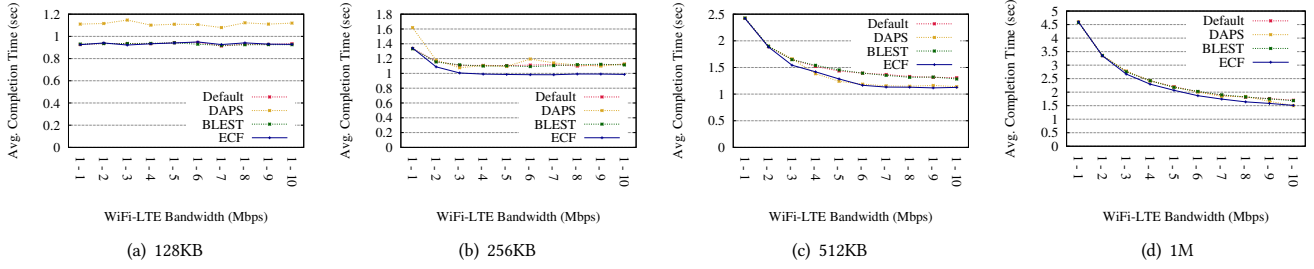 Avg. Completion Time (sec)
1.2
1
0.8
0.6
0.4
0.2
0
Default
DAPS
BLEST
ECF
1 - 1
1 - 2
1 - 3
1 - 4
1 - 5
1 - 6
1 - 7
1 - 8
1 - 9
1 - 10
WiFi-LTE Bandwidth (Mbps)
(a) 128KB
Avg. Completion Time (sec)
1.8
1.6
1.4
1.2
1
0.8
0.6
0.4
0.2
0
Default
DAPS
BLEST
ECF
1 - 1
1 - 2
1 - 3
1 - 4
1 - 5
1 - 6
1 - 7
1 - 8
1 - 9
1 - 10
WiFi-LTE Bandwidth (Mbps)
(b) 256KB
Avg. Completion Time (sec)
2.5
2
1.5
1
0.5
0
Default
DAPS
BLEST
ECF
1 - 1
1 - 2
1 - 3
1 - 4
1 - 5
1 - 6
1 - 7
1 - 8
1 - 9
1 - 10
WiFi-LTE Bandwidth (Mbps)
(c) 512KB
Avg. Completion Time (sec)
5
4.5
4
3.5
3
2.5
2
1.5
1
0.5
0
Default
DAPS
BLEST
ECF
1 - 1
1 - 2
1 - 3
1 - 4
1 - 5
1 - 6
1 - 7
1 - 8
1 - 9
1 - 10
WiFi-LTE Bandwidth (Mbps)
(d) 1M